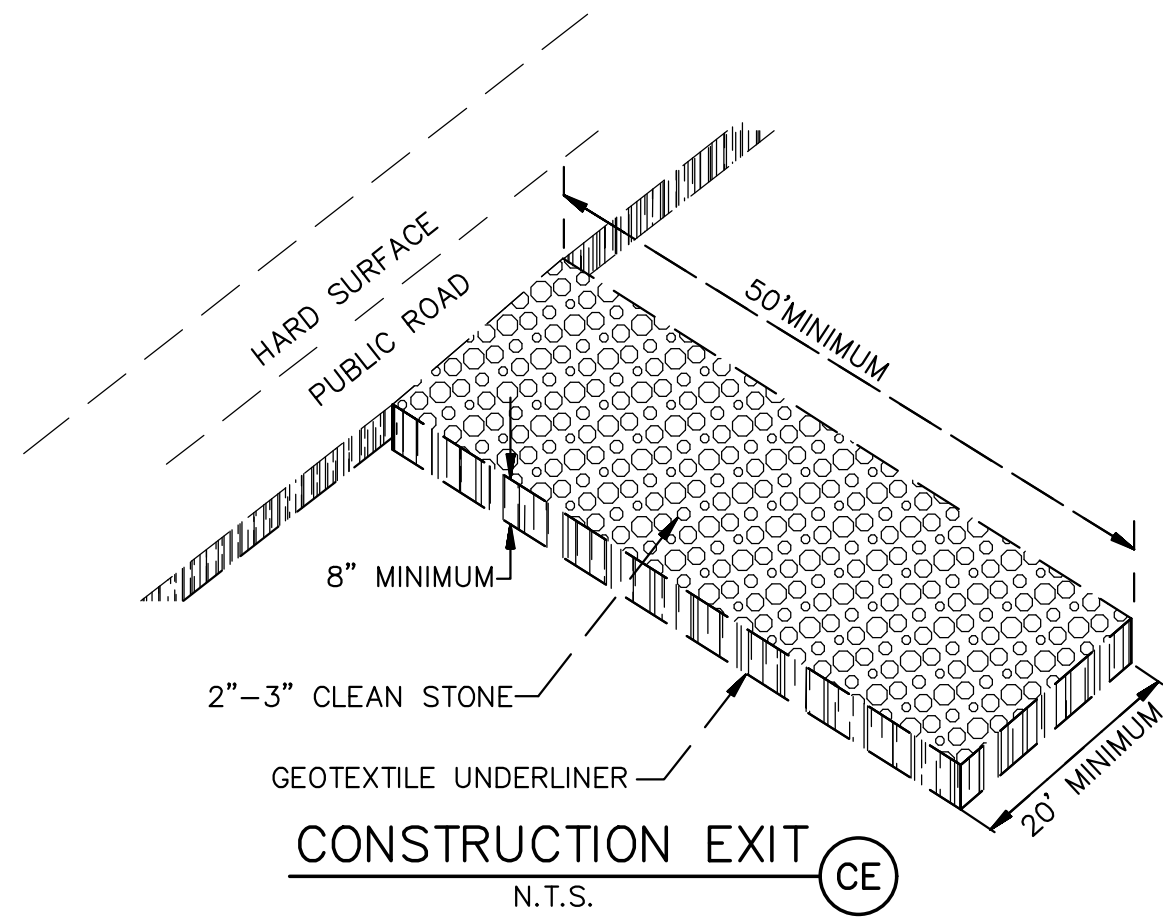 HARD SURFACE
PUBLIC ROAD
50'MINIMUM
8” MINIMUM
2”-3” CLEAN STONE
GEOTEXTILE UNDERLINER
20' MINIMUM
CONSTRUCTION EXIT
CE
N.T.S.